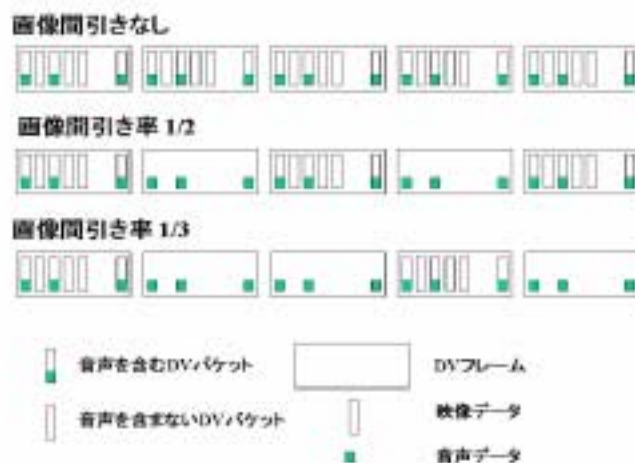 画像間引きなし
画像間引き率 1/2
画像間引き率 1/3
音声を含むDVパケット
DVフレーム
音声を含まないDVパケット
映像データ
音声データ